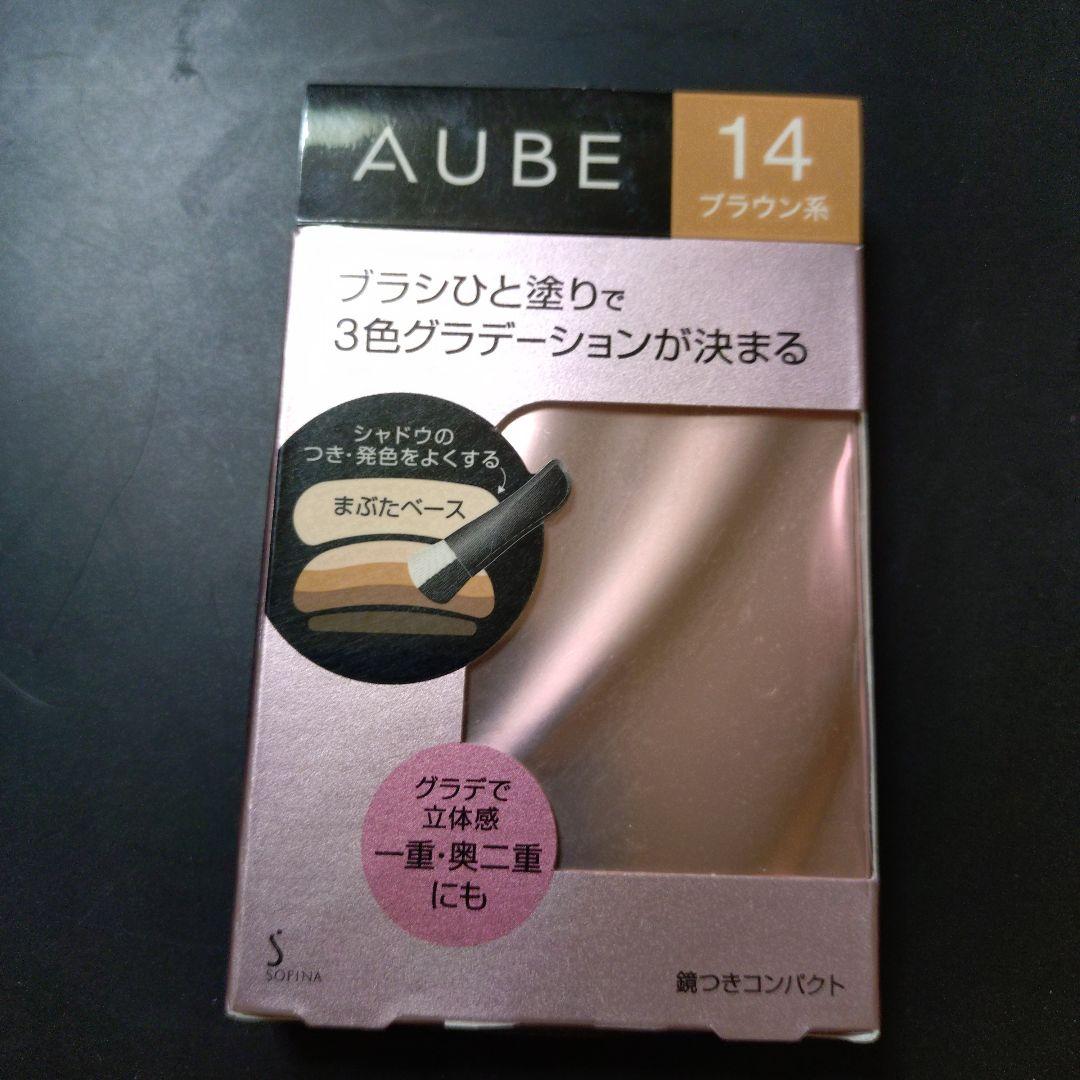 AUBE
14
ブラウン系
ブラシひと塗りで
3色グラデーションが決まる
シャドウの
つき・発色をよくする
まぶたベース
グラデで
立体感
一重・奥二重
にも
SOFINA
鏡つきコンパクト